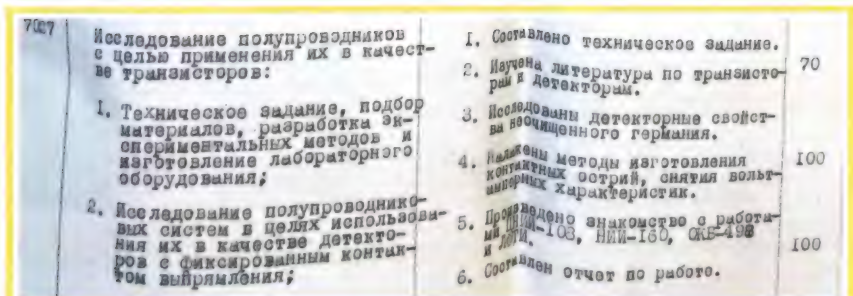 7027
Исследование полупроводников
с целью применения их в качест-
ве транзисторов:
1. Техническое задание, подбор
материалов, разработка эк-
спериментальных методов и
изготовление лабораторного
оборудования;
2. Исследование полупроводнико-
вых систем в целях использова-
ния их в качестве детекто-
ров с фиксированным контак-
том выпрямления;
1. Составлено техническое задание.
70
2. Изучена литература по транзисто-
рам и детекторам.
3. Исследованы детекторные свойст-
ва неочищенного германия.
4. Налажены методы изготовления
100
контактных острий, снятия вольт-
амперных характеристик.
5. Произведено знакомство с работа-
ми НИИ-160, ОКБ-498
100
и
6. Составлен отчет по работе.